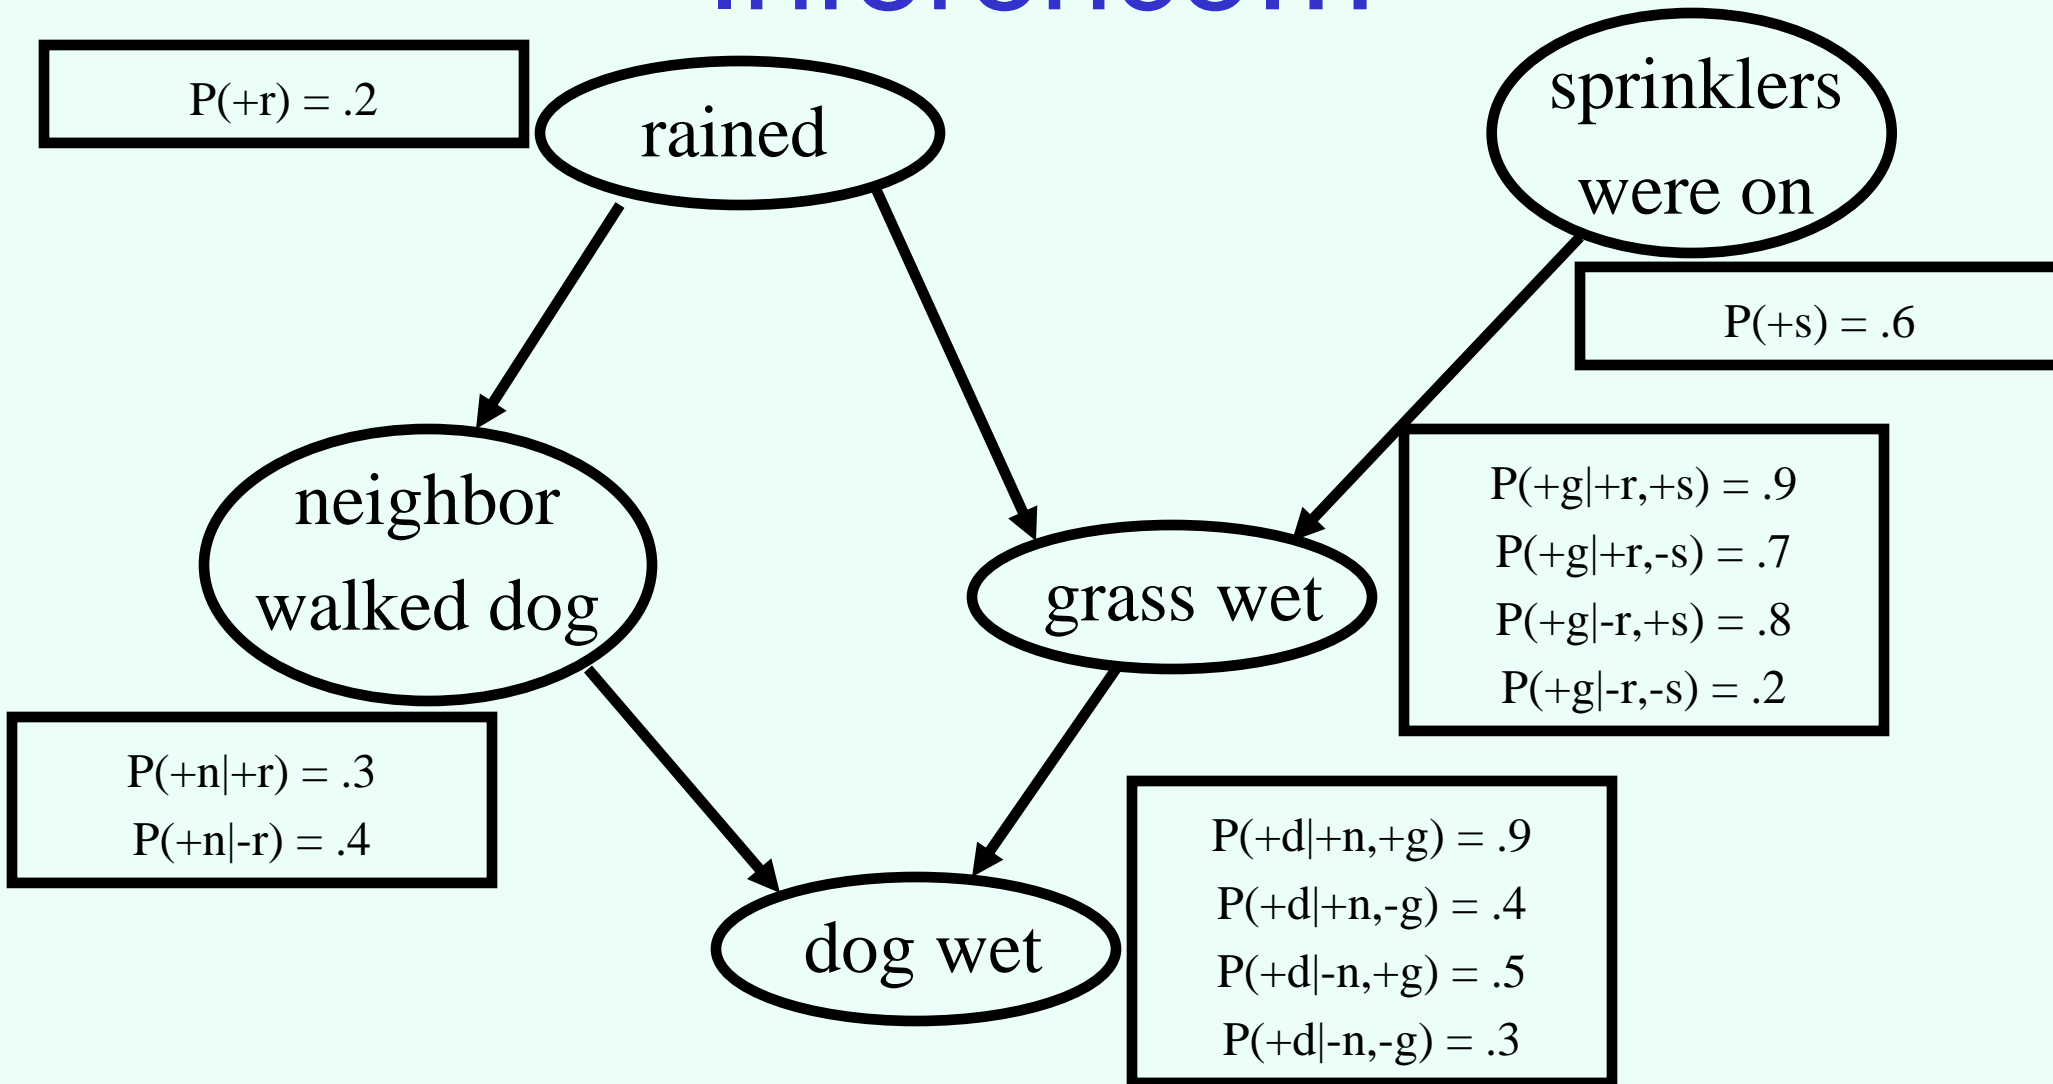 P(+r) = .2
rained
sprinklers
were on
P(+s) = .6
neighbor
walked dog
grass wet
P(+g|+r,+s) = .9
P(+g|+r,-s) = .7
P(+g|-r,+s) = .8
P(+g|-r,-s) = .2
P(+n|+r) = .3
P(+n|-r) = .4
dog wet
P(+d|+n,+g) = .9
P(+d|+n,-g) = .4
P(+d|-n,+g) = .5
P(+d|-n,-g) = .3